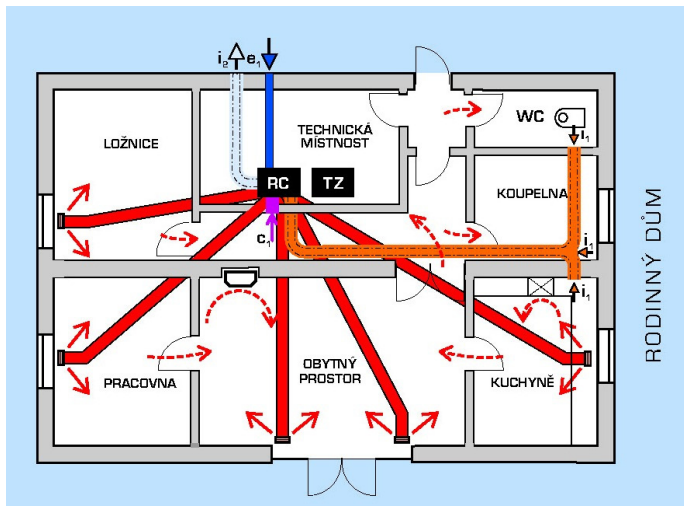 i2 e1
WC
i1
LOŽNICE
TECHNICKÁ
MÍSTNOST
RC
TZ
KOUPELNA
c1
i1
i1
PRACOVNA
OBYTNÝ
PROSTOR
KUCHYNĚ
RODINNÝ DŮM